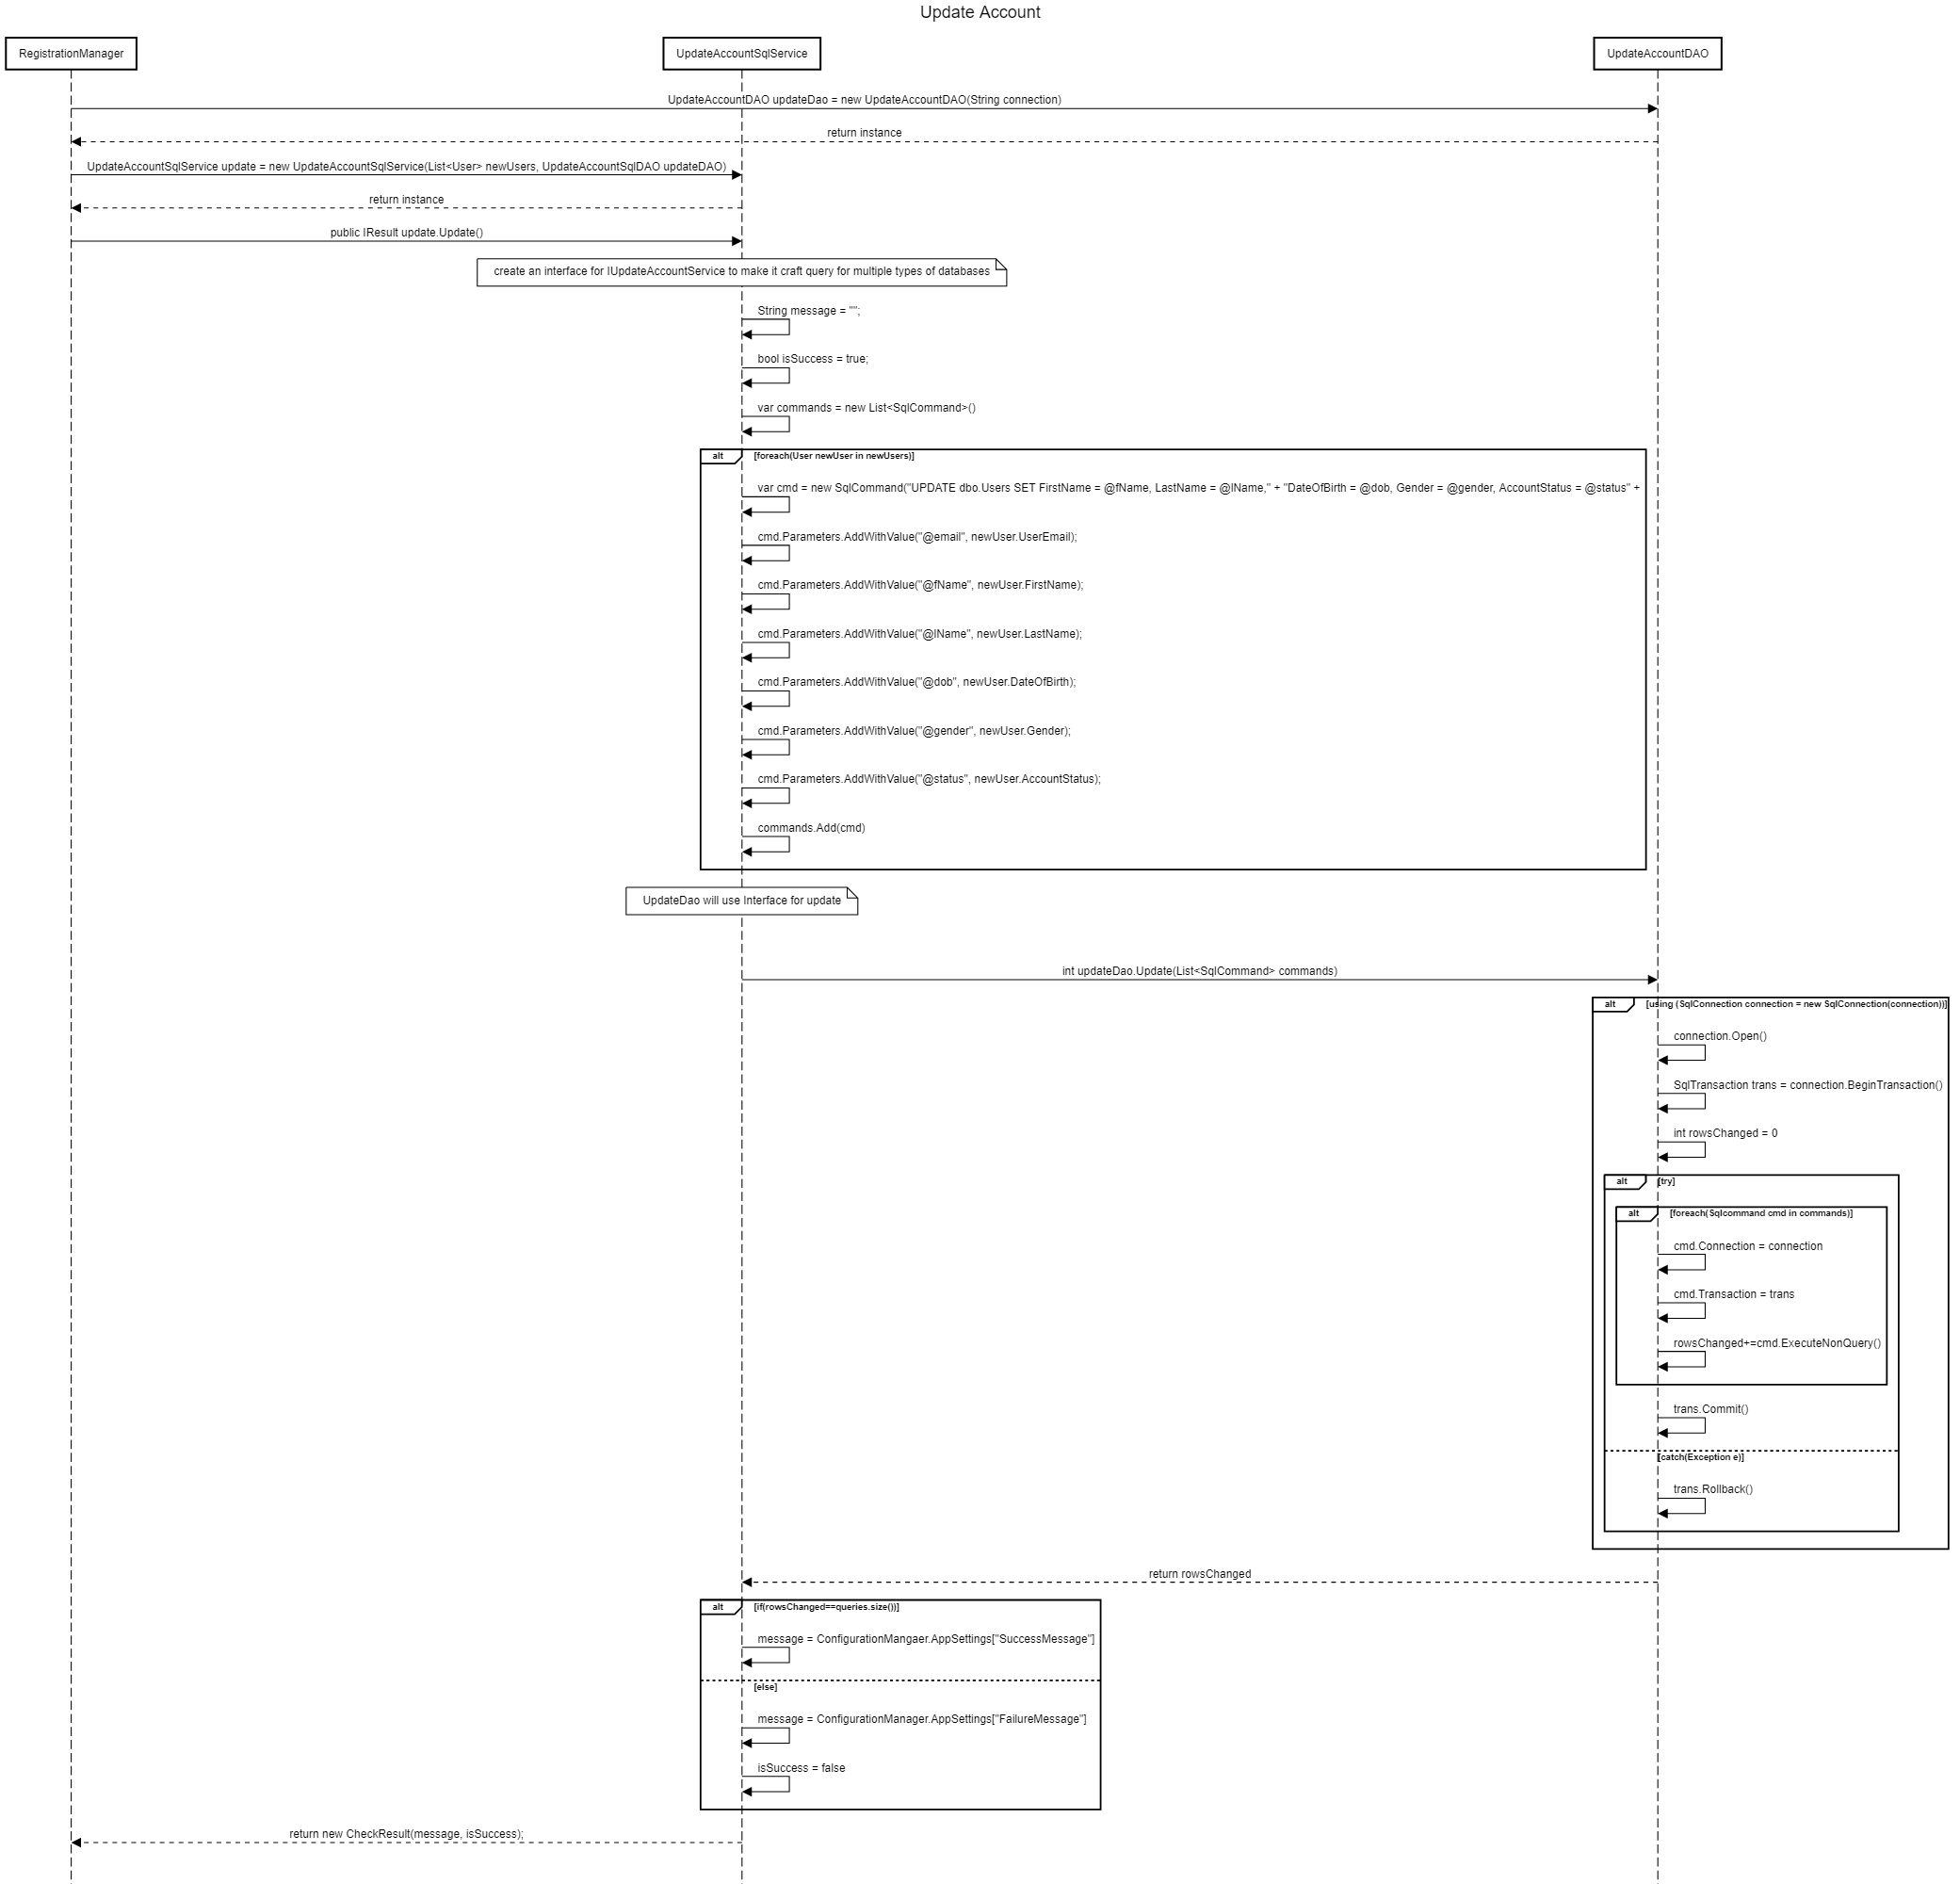 Update Account
RegistrationManager
UpdateAccountSqlService
UpdateAccountDAO
UpdateAccountDAO updateDao = new UpdateAccountDAO(String connection)
return instance
UpdateAccountSqlService update = new UpdateAccountSqlService(List<User> newUsers, UpdateAccountSqlDAO updateDAO)
return instance
public IResult update.Update()
create an interface for IUpdateAccountService to make it craft query for multiple types of databases
String message = "";
bool isSuccess = true;
var commands = new List<SqlCommand>()
alt
[foreach(User newUser in newUsers)]
var cmd = new SqlCommand("UPDATE dbo.Users SET FirstName = @fName, LastName = @lName," + "DateOfBirth = @dob, Gender = @gender, AccountStatus = @status" +
cmd.Parameters.AddWithValue("@email", newUser.UserEmail);
cmd.Parameters.AddWithValue("@fName", newUser.FirstName);
cmd.Parameters.AddWithValue("@lName", newUser.LastName);
cmd.Parameters.AddWithValue("@dob", newUser.DateOfBirth);
cmd.Parameters.AddWithValue("@gender", newUser.Gender);
cmd.Parameters.AddWithValue("@status", newUser.AccountStatus);
commands.Add(cmd)
UpdateDao will use Interface for update
int updateDao.Update(List<SqlCommand> commands)
alt
[using (SqlConnection connection = new SqlConnection(connection))]
connection.Open()
SqlTransaction trans = connection.BeginTransaction()
int rowsChanged = 0
alt
[try]
alt
[foreach(Sqlcommand cmd in commands)]
cmd.Connection = connection
cmd.Transaction = trans
rowsChanged+=cmd.ExecuteNonQuery()
trans.Commit()
[catch(Exception e)]
trans.Rollback()
return rowsChanged
alt
[if(rowsChanged==queries.size())]
message = ConfigurationMangaer.AppSettings["SuccessMessage"]
[else]
message = ConfigurationManager.AppSettings["FailureMessage"]
isSuccess = false
return new CheckResult(message, isSuccess);